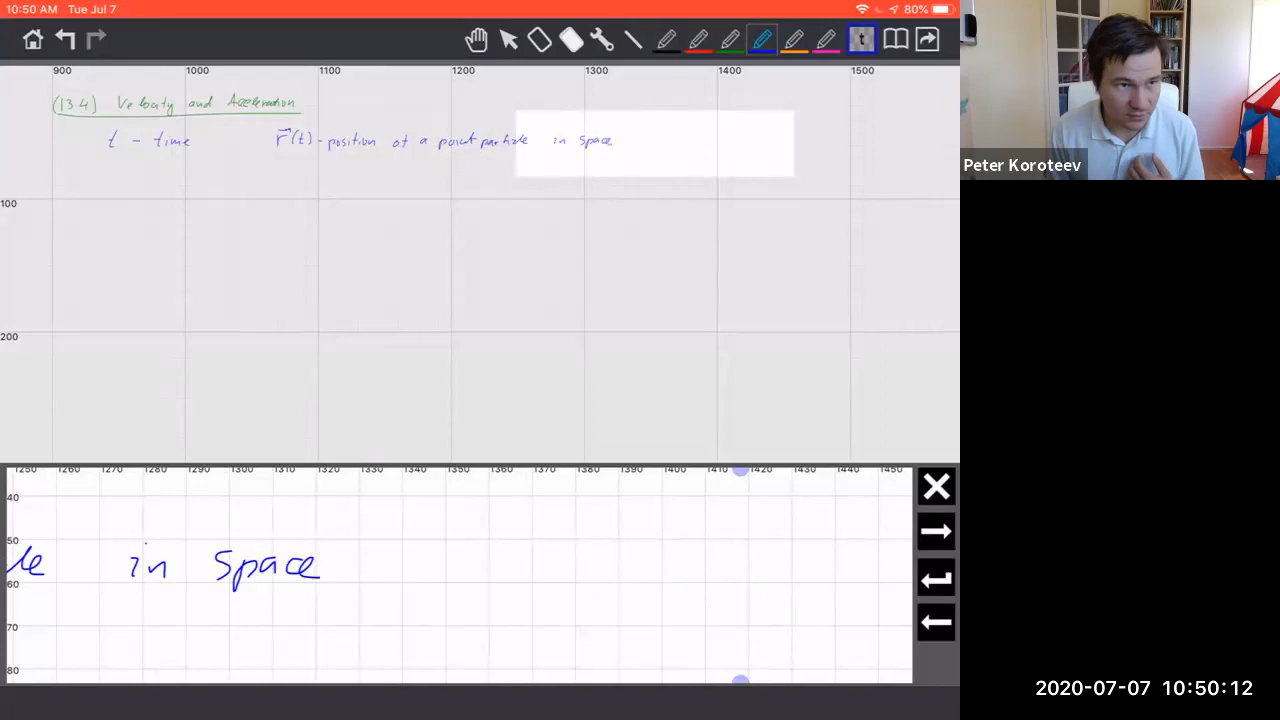 10:50 AM Tue Jul 7 80%
t
900 1000 1100 1200 1300 1400 1500
(13.4) Velocity and Acceleration
t - time r⃗(t) - position of a point particle in space
100
200
1250 1260 1270 1280 1290 1300 1310 1320 1330 1340 1350 1360 1370 1380 1390 1400 1410 1420 1430 1440 1450
40
50
le in space
60
70
80
Peter Koroteev
2020-07-07 10:50:12